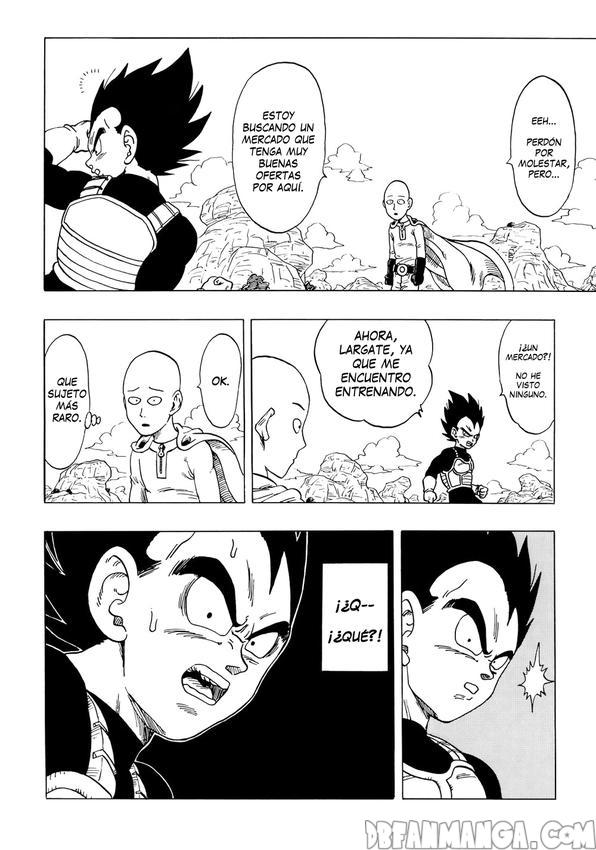 EEH...
PERDÓN
POR
MOLESTAR,
PERO...
ESTOY
BUSCANDO UN
MERCADO QUE
TENGA MUY
BUENAS
OFERTAS
POR AQUÍ.
¡¿UN
MERCADO?!
NO HE
VISTO
NINGUNO.
AHORA,
LARGATE, YA
QUE ME
ENCUENTRO
ENTRENANDO.
OK.
QUE
SUJETO
MÁS
RARO.
¡¿Q--
¡¿QUÉ?!
DBFANMANGA.COM